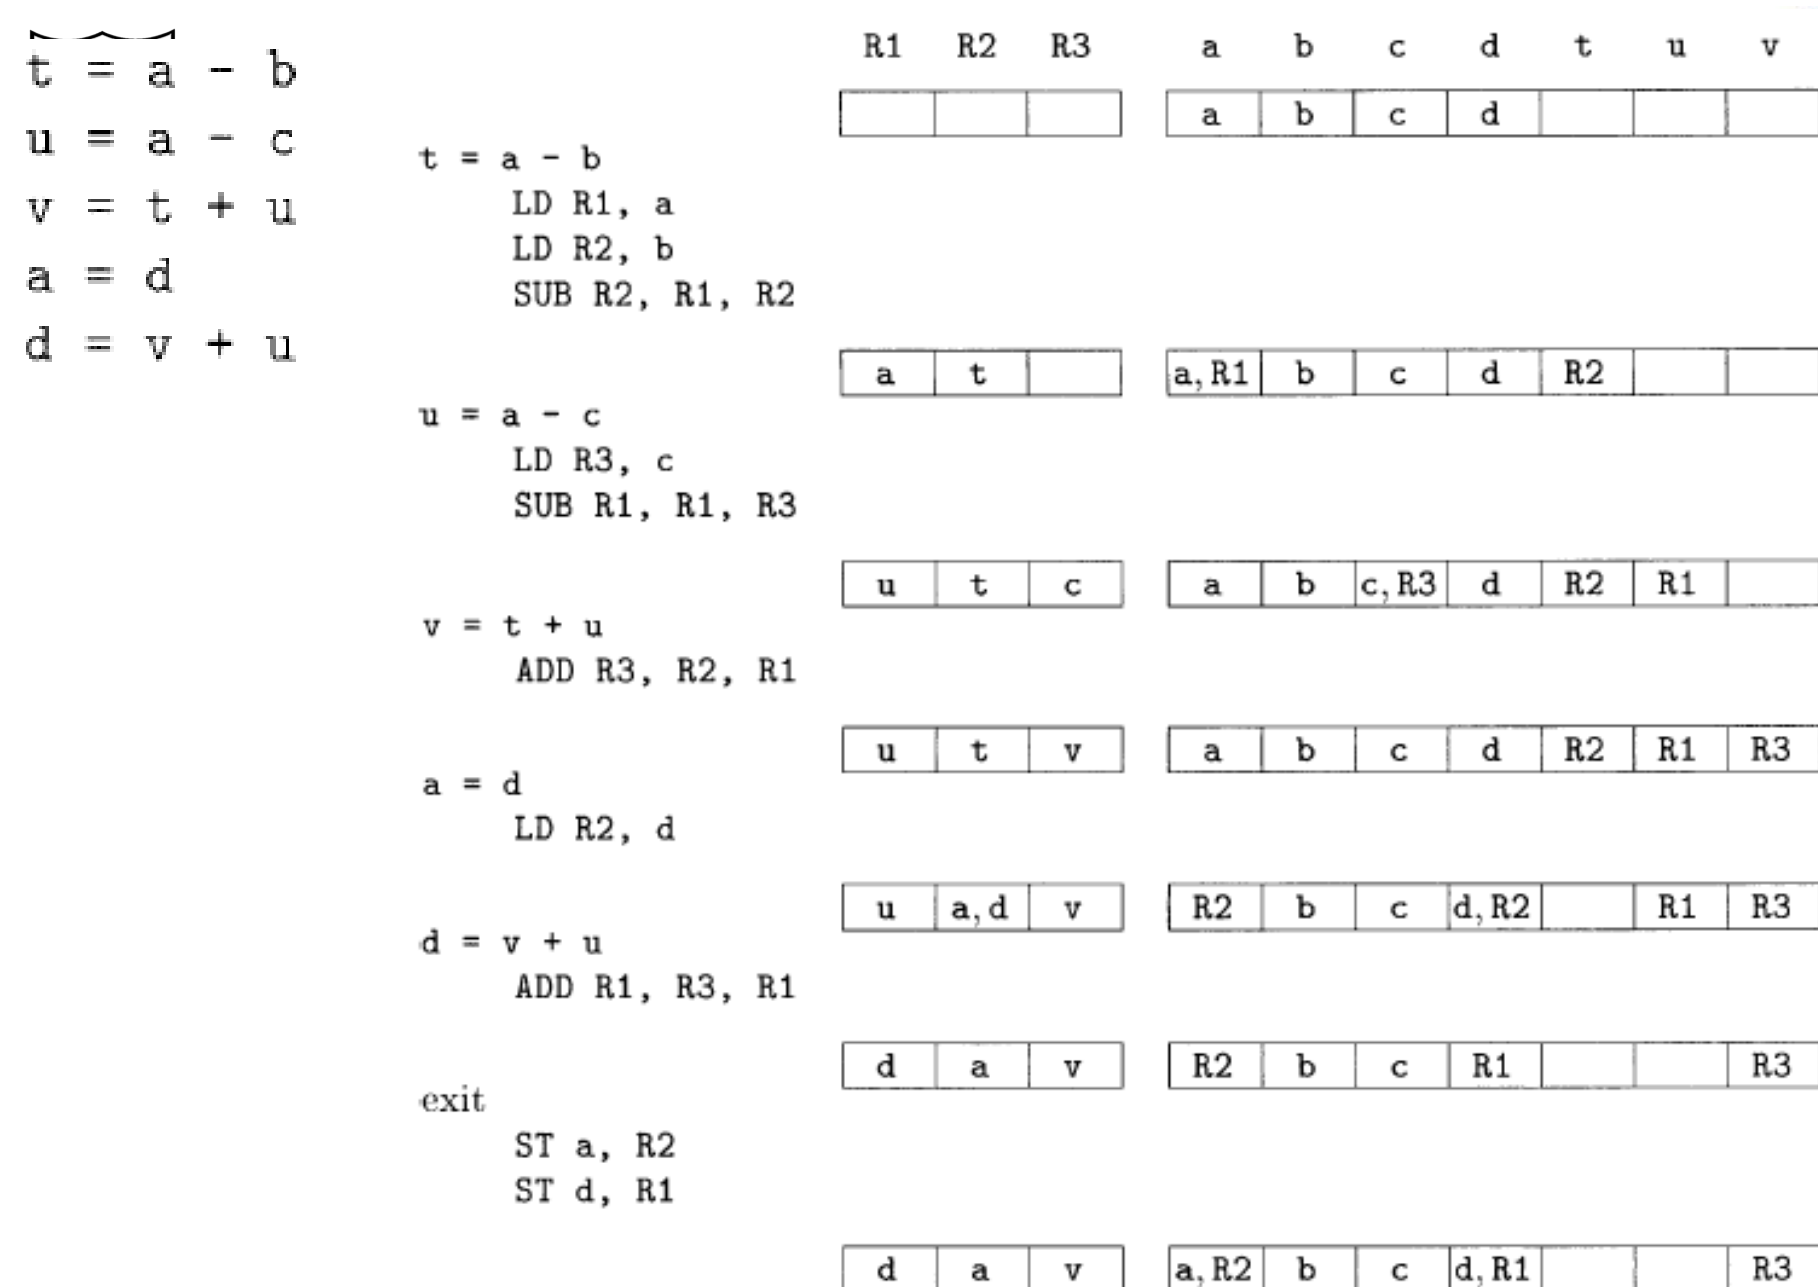 t = a - b
u = a - c
v = t + u
a = d
d = v + u
R1 R2 R3 a b c d t u v
a b c d
t = a - b
LD R1, a
LD R2, b
SUB R2, R1, R2
a t a,R1 b c d R2
u = a - c
LD R3, c
SUB R1, R1, R3
u t c a b c,R3 d R2 R1
v = t + u
ADD R3, R2, R1
u t v a b c d R2 R1 R3
a = d
LD R2, d
u a,d v R2 b c d,R2 R1 R3
d = v + u
ADD R1, R3, R1
d a v R2 b c R1 R3
exit
ST a, R2
ST d, R1
d a v a,R2 b c d,R1 R3